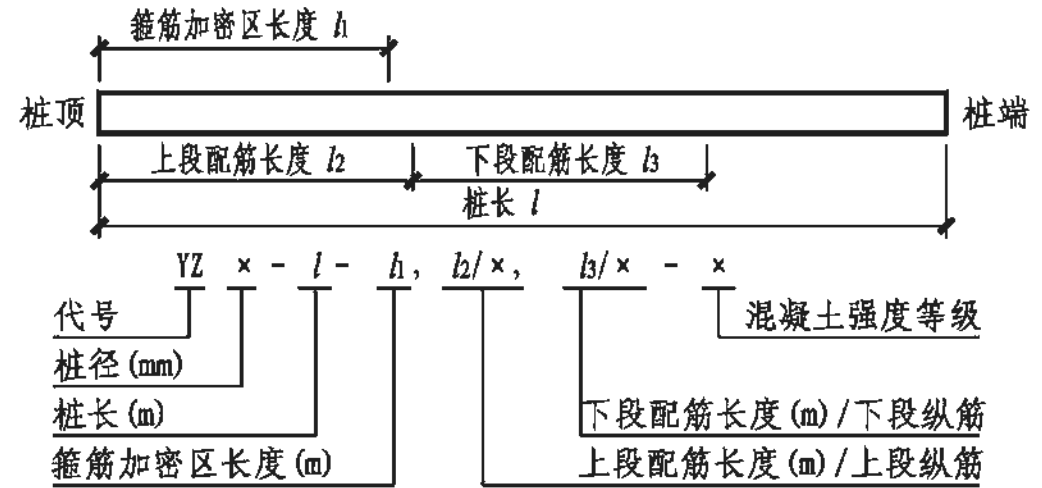 箍筋加密区长度 l1
桩顶
桩端
上段配筋长度 l2
下段配筋长度 l3
桩长 l
YZ × - l - l1, l2/×, l3/× - ×
代号
混凝土强度等级
桩径(mm)
桩长(m)
下段配筋长度(m)/下段纵筋
箍筋加密区长度(m)
上段配筋长度(m)/上段纵筋